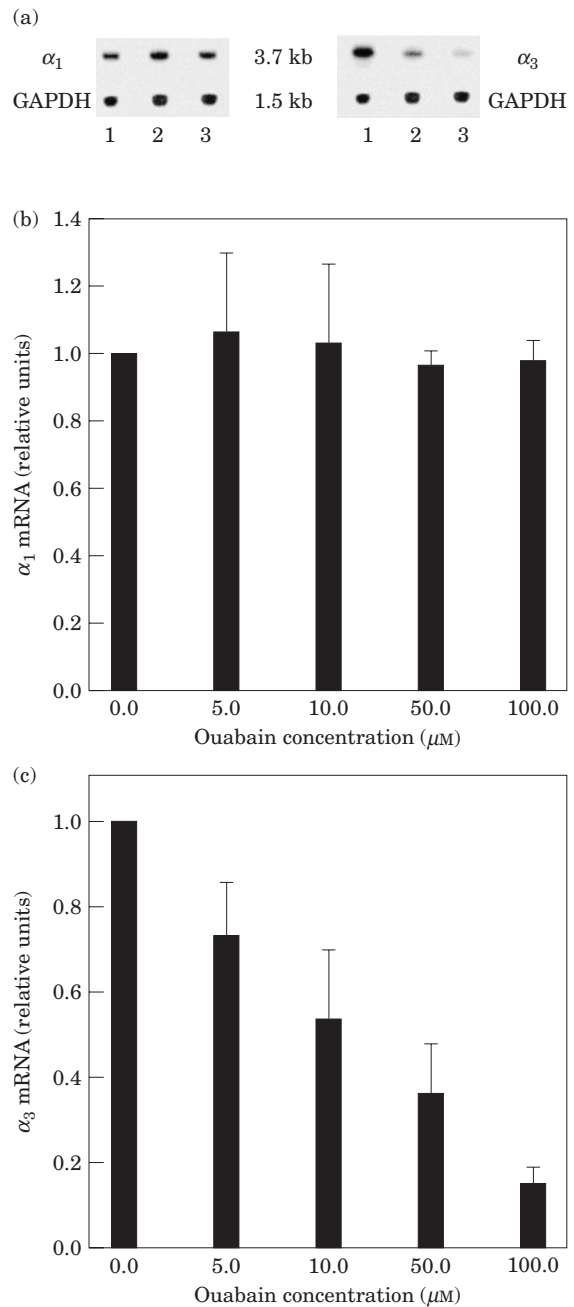 (a)
α1 3.7 kb α3
GAPDH 1.5 kb GAPDH
1 2 3 1 2 3
(b)
1.4
1.2
1.0
0.8
0.6
0.4
0.2
0.0
α1 mRNA (relative units)
0.0 5.0 10.0 50.0 100.0
Ouabain concentration (μM)
(c)
1.0
0.8
0.6
0.4
0.2
0.0
α3 mRNA (relative units)
0.0 5.0 10.0 50.0 100.0
Ouabain concentration (μM)